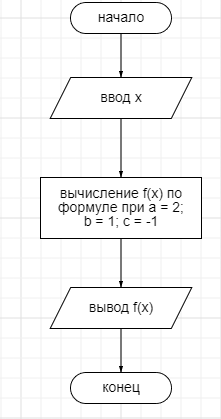 начало
ввод x
вычисление f(x) по
формуле при a = 2;
b = 1; c = -1
вывод f(x)
конец